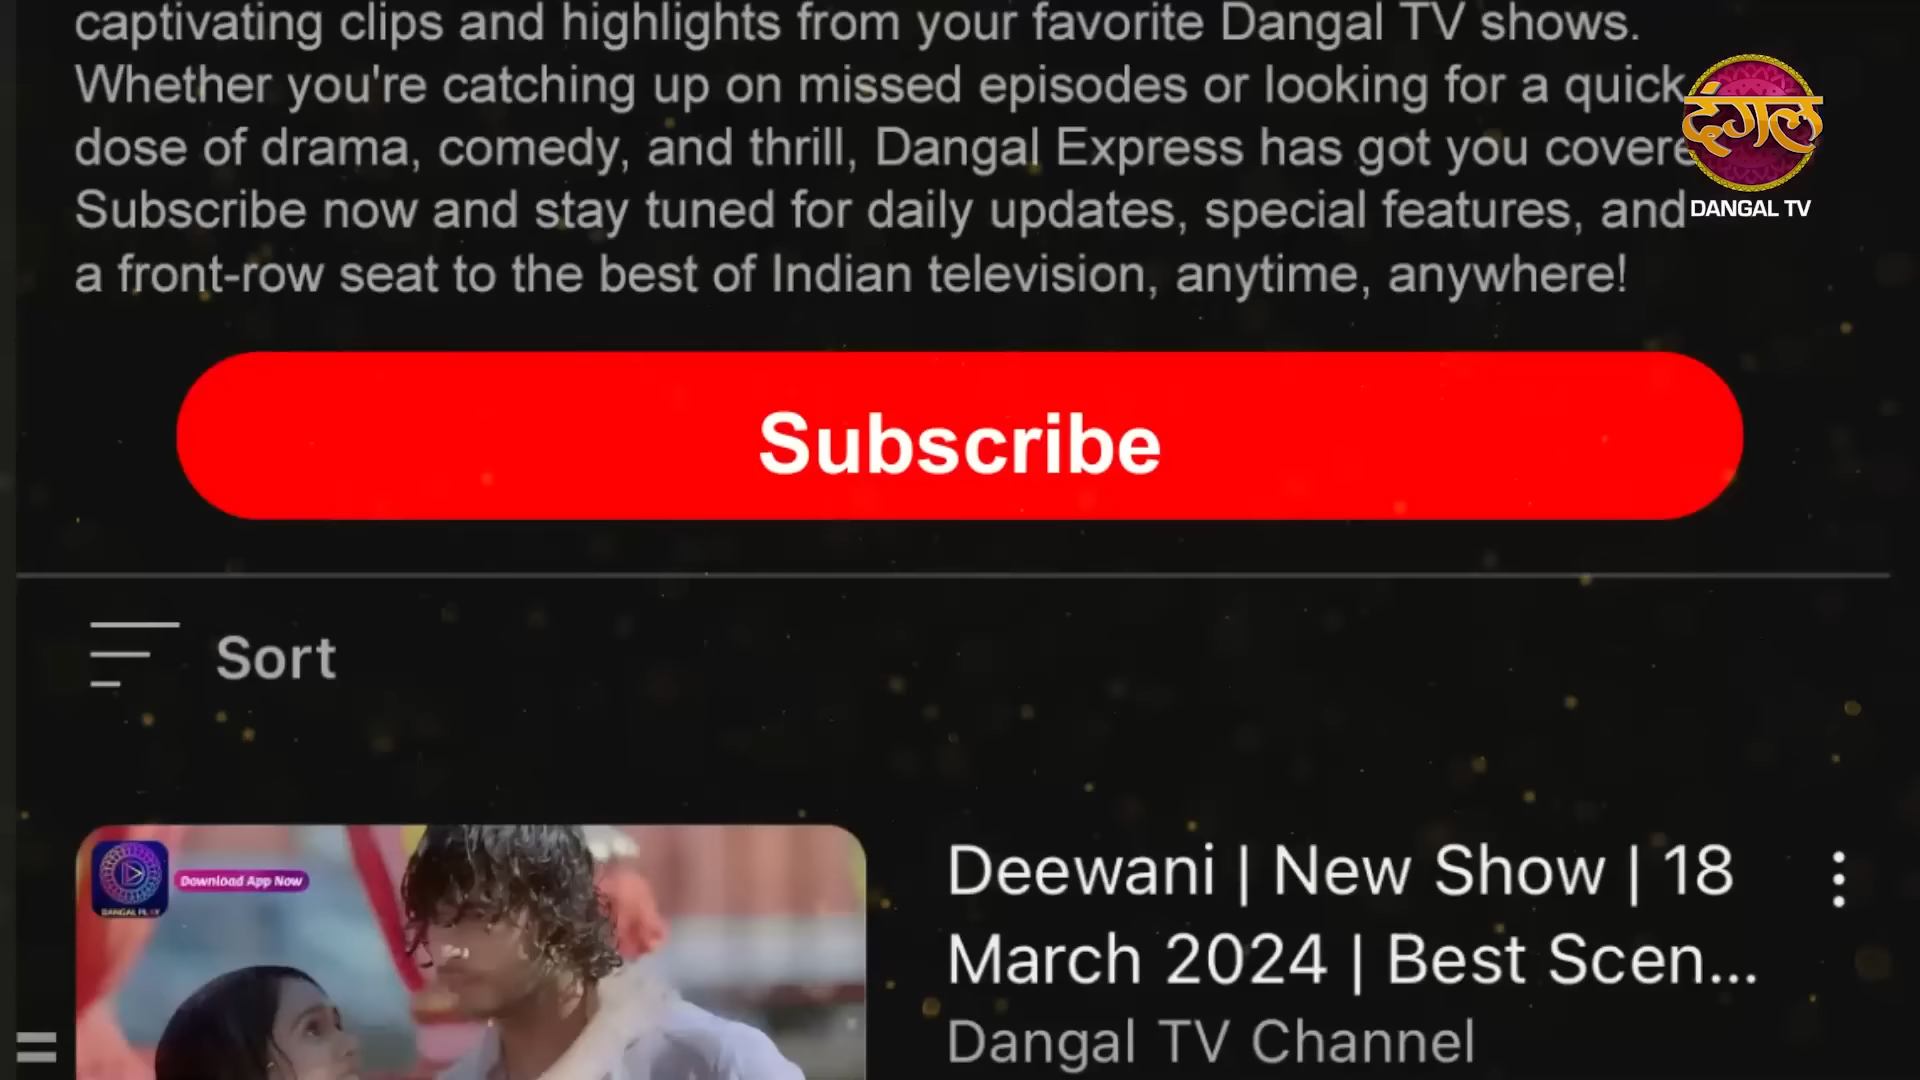 captivating clips and highlights from your favorite Dangal TV shows.
Whether you're catching up on missed episodes or looking for a quick
dose of drama, comedy, and thrill, Dangal Express has got you covere
Subscribe now and stay tuned for daily updates, special features, and
a front-row seat to the best of Indian television, anytime, anywhere!
दंगल
DANGAL TV
Subscribe
Sort
Download App Now
DANGAL PLAY
Deewani | New Show | 18
March 2024 | Best Scen...
Dangal TV Channel